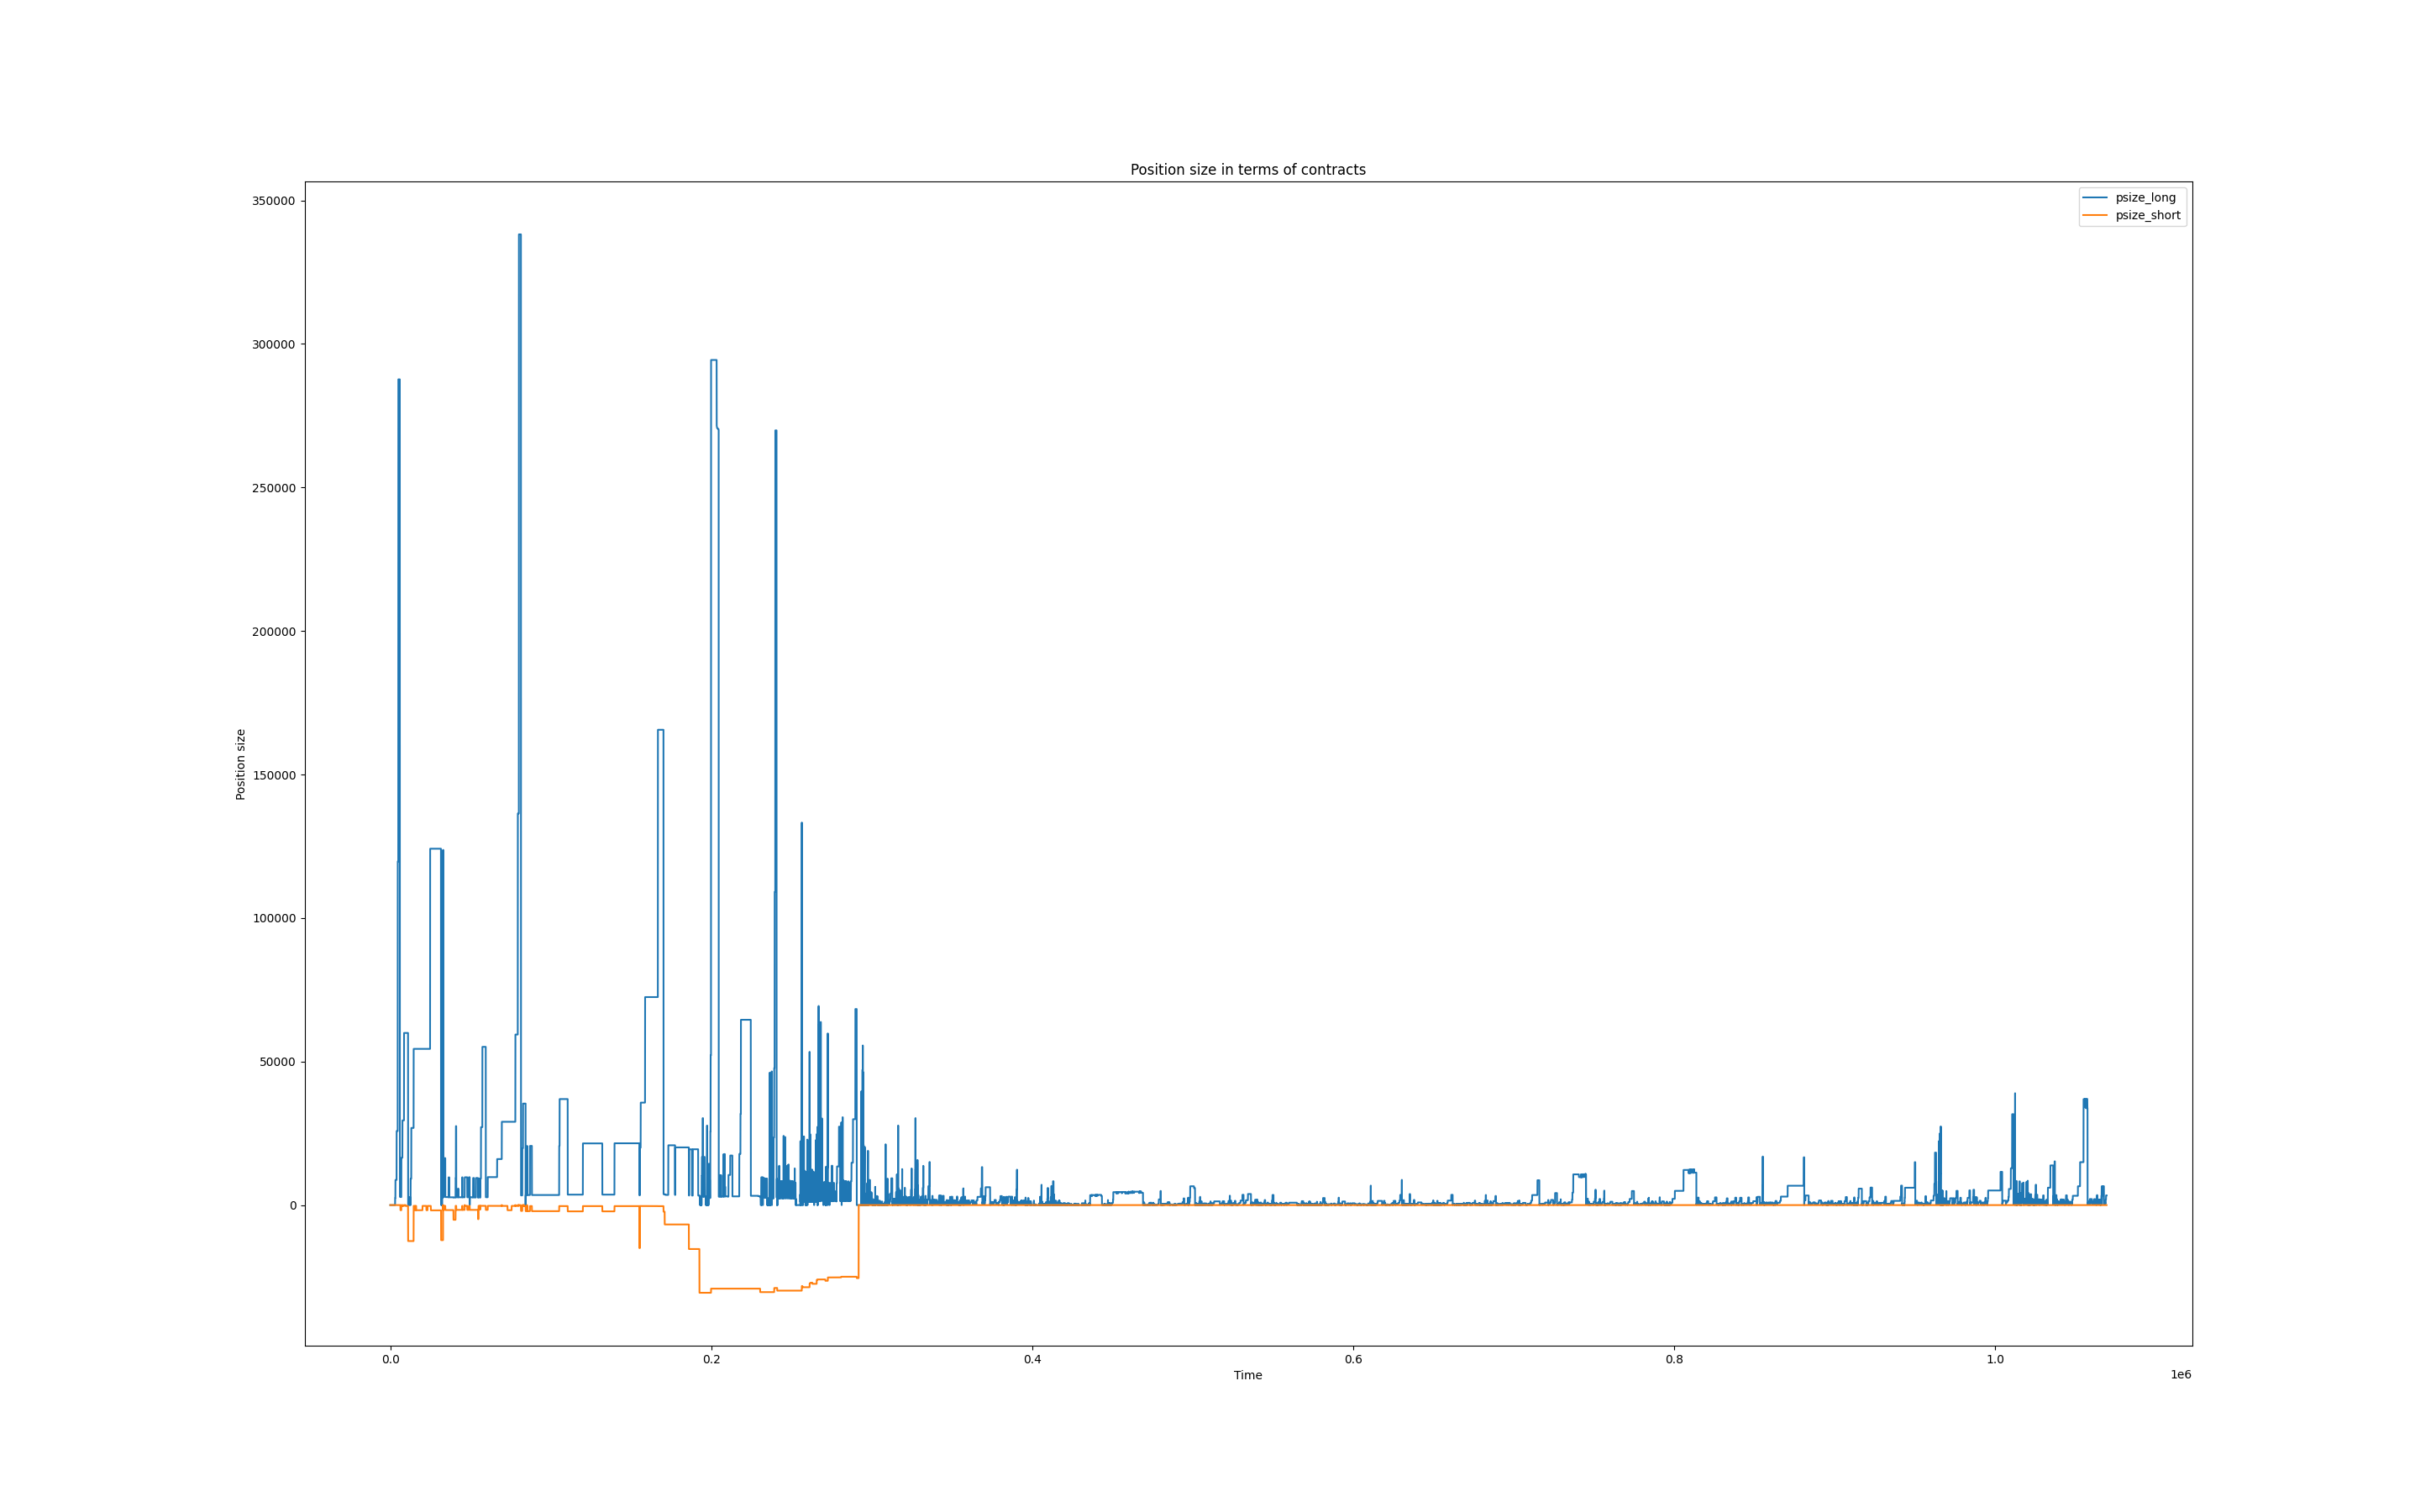 Position size in terms of contracts
psize_long
psize_short
350000
300000
250000
200000
150000
100000
50000
0
Position size
0.0 0.2 0.4 0.6 0.8 1.0
Time
1e6